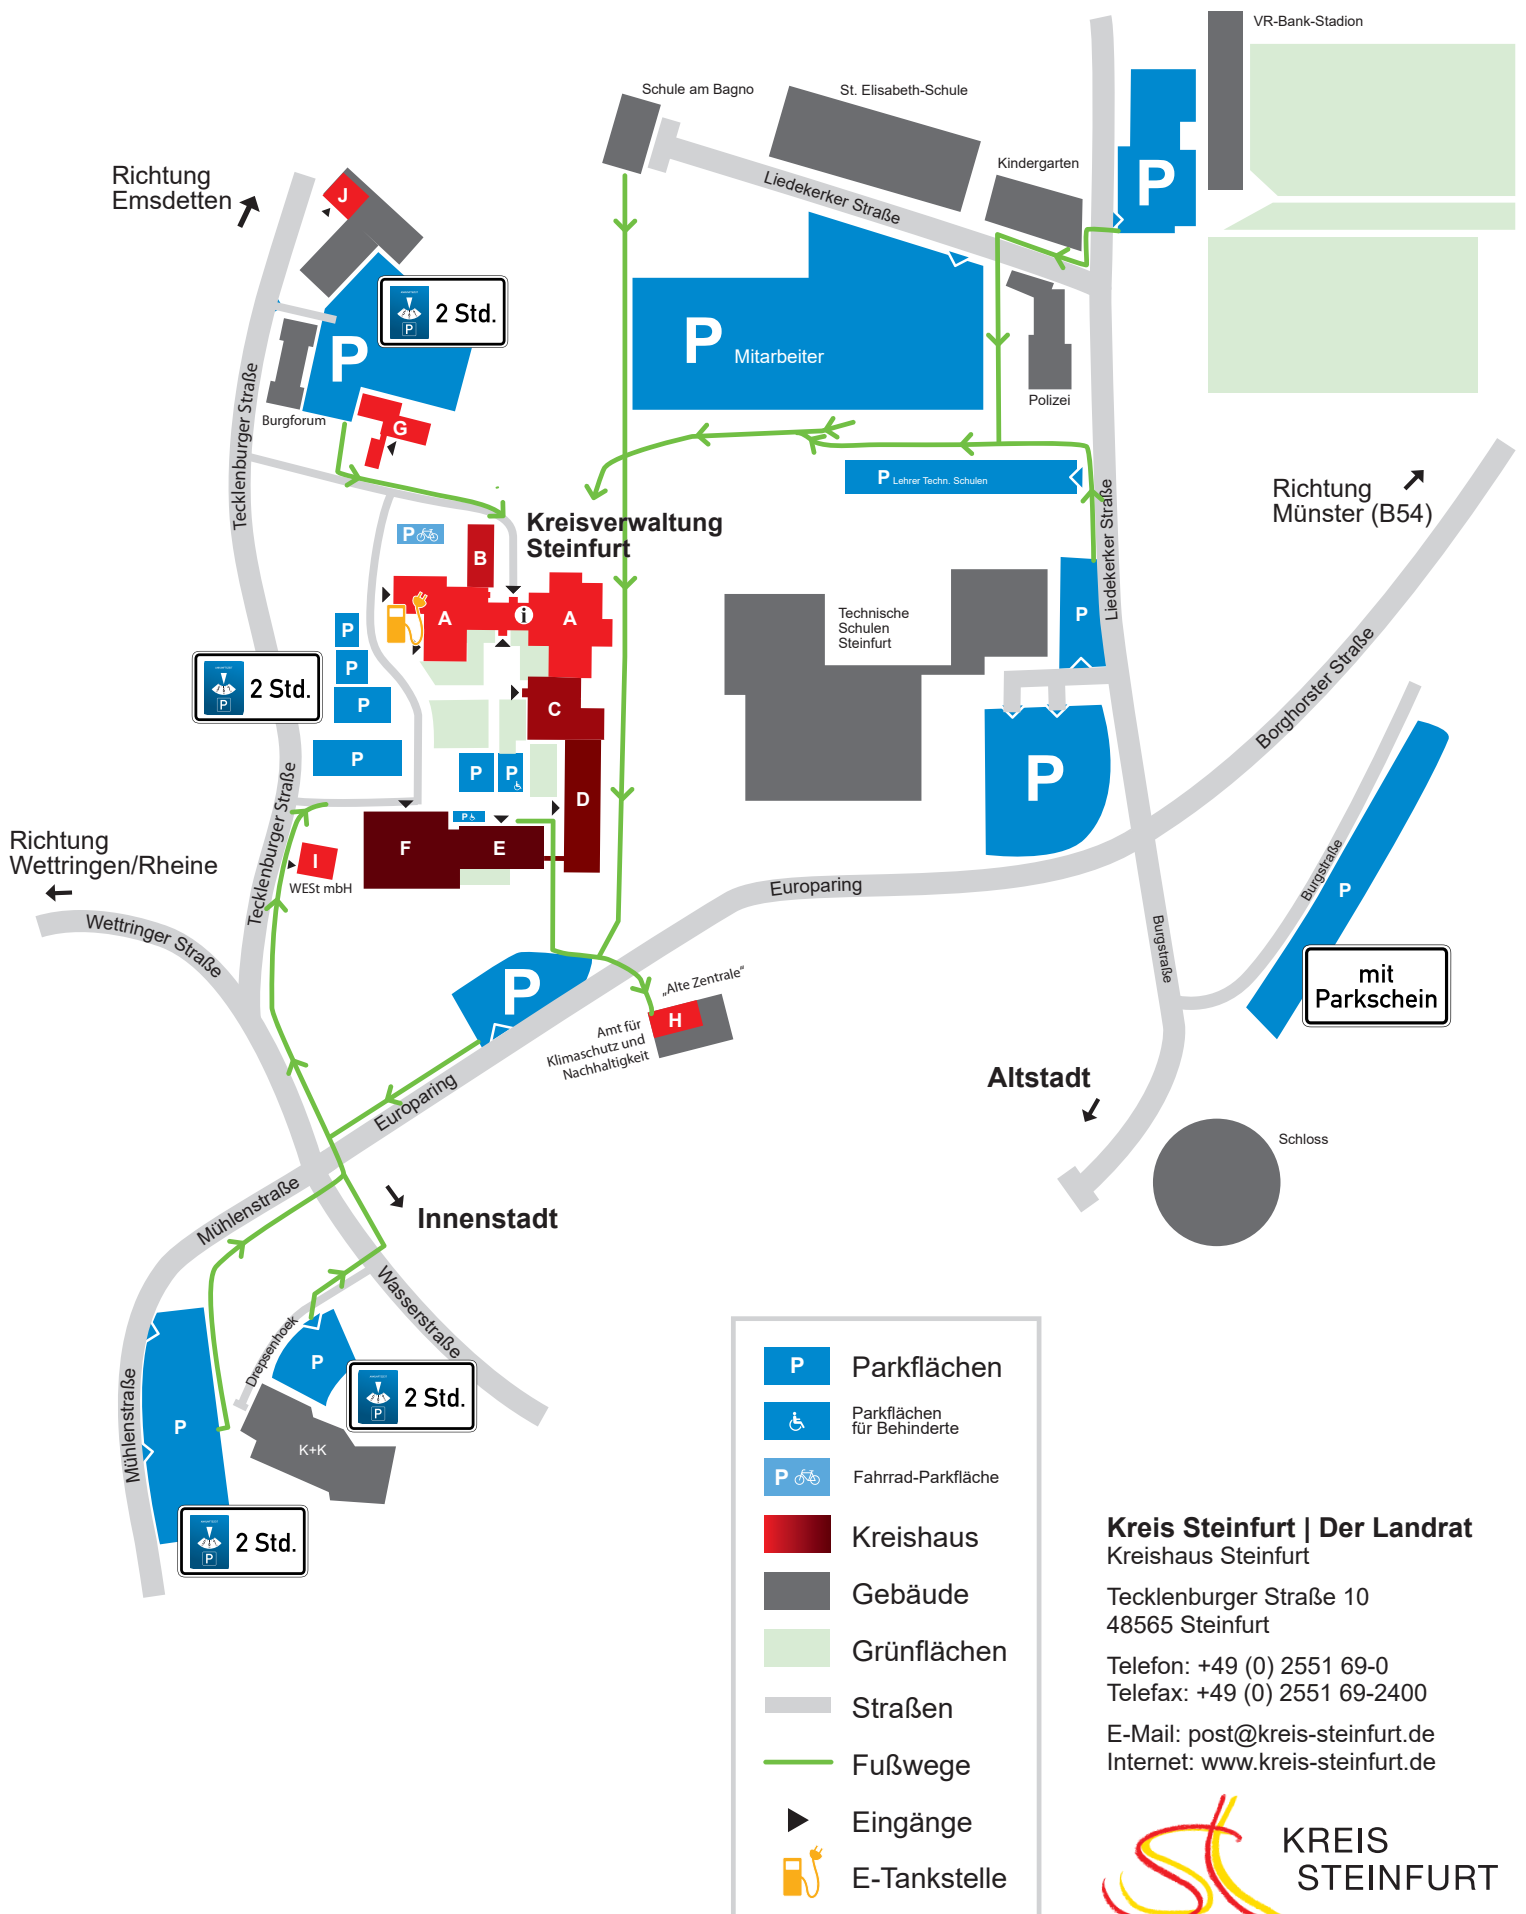 VR-Bank-Stadion
Schule am Bagno
St. Elisabeth-Schule
Kindergarten
P
Liedekerker Straße
Richtung
Emsdetten
J
2 Std.
P
P
P Mitarbeiter
Polizei
Burgforum
G
Tecklenburger Straße
P Lehrer Techn. Schulen
Liedekerker Straße
Richtung
Münster (B54)
Kreisverwaltung
Steinfurt
P
B
A
i
A
Technische
Schulen
Steinfurt
P
P
P
P
P
2 Std.
C
P
P
D
P
P
Borghorster Straße
Tecklenburger Straße
F
E
I
WESt mbH
Richtung
Wettringen/Rheine
Wettringer Straße
Europaring
Burgstraße
Burgstraße
P
mit
Parkschein
P
„Alte Zentrale“
H
Amt für
Klimaschutz und
Nachhaltigkeit
Europaring
Altstadt
Schloss
Mühlenstraße
Innenstadt
Wasserstraße
Drepsenhoek
P
2 Std.
P
P
K+K
Mühlenstraße
2 Std.
P
P Parkflächen
Parkflächen
für Behinderte
P Fahrrad-Parkfläche
Kreishaus
Gebäude
Grünflächen
Straßen
Fußwege
Eingänge
E-Tankstelle
Kreis Steinfurt | Der Landrat
Kreishaus Steinfurt
Tecklenburger Straße 10
48565 Steinfurt
Telefon: +49 (0) 2551 69-0
Telefax: +49 (0) 2551 69-2400
E-Mail: post@kreis-steinfurt.de
Internet: www.kreis-steinfurt.de
KREIS
STEINFURT